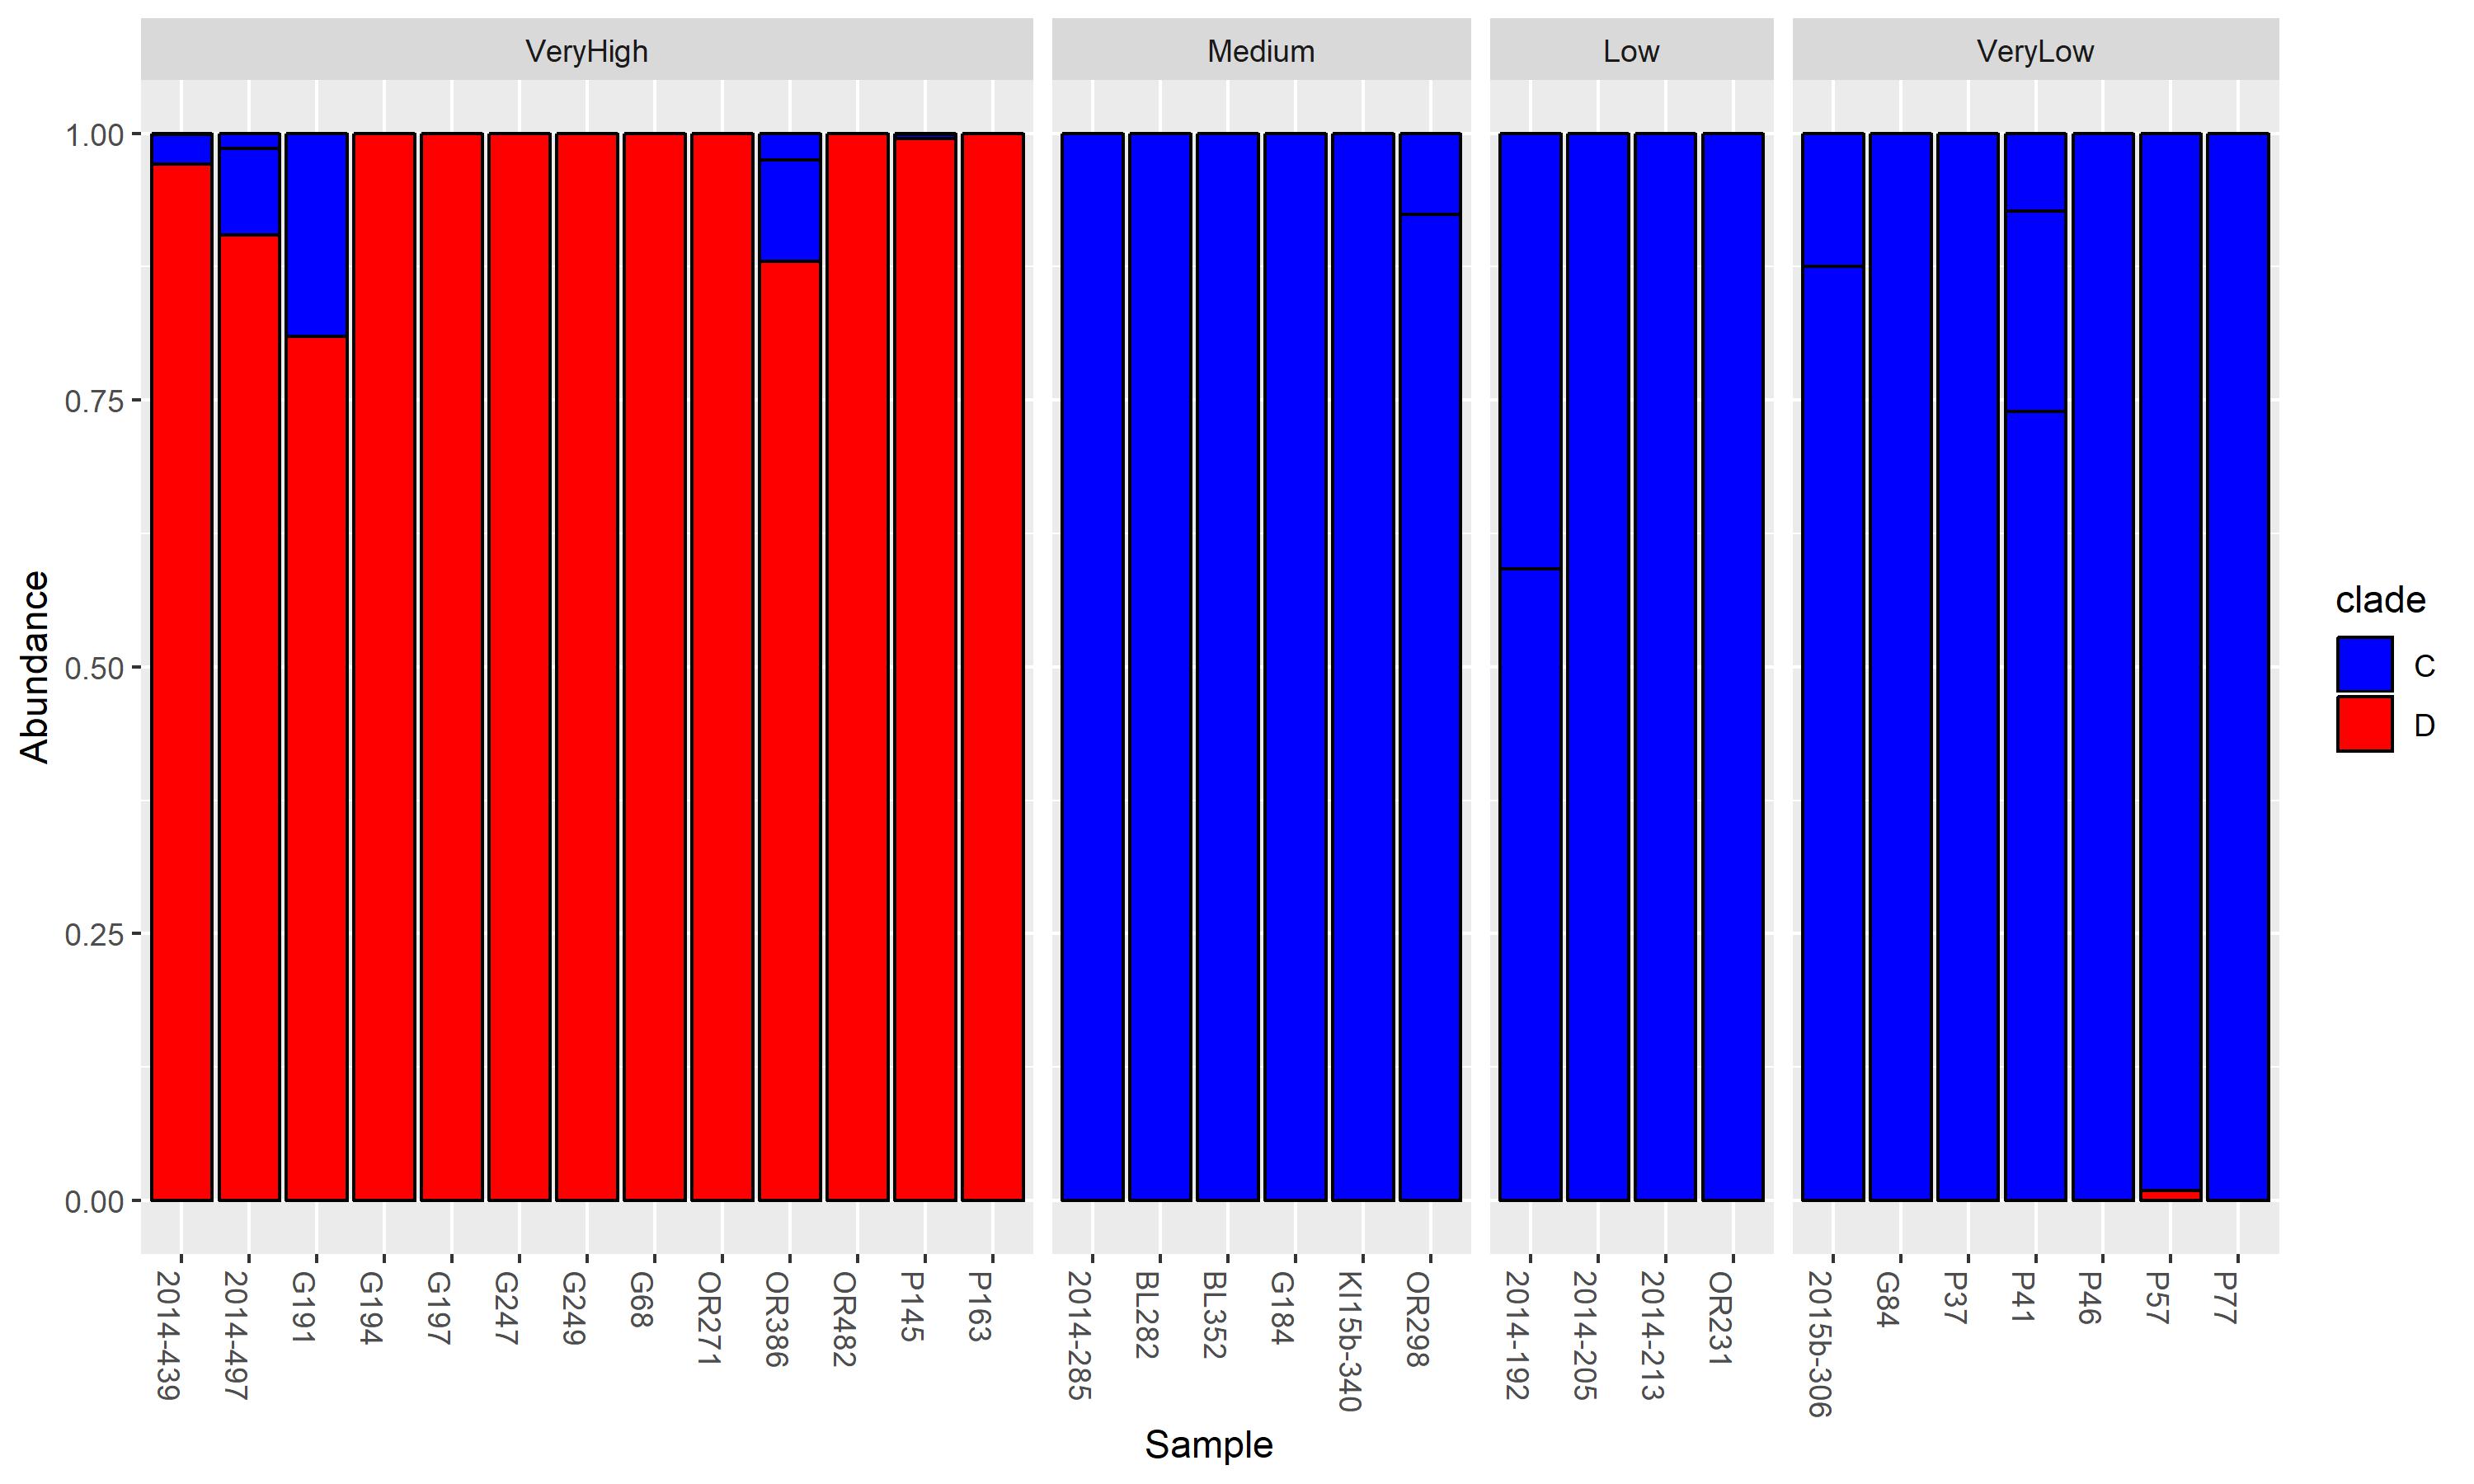 VeryHigh Medium Low VeryLow
1.00
0.75
0.50
0.25
0.00
Abundance
2014-439 2014-497 G191 G194 G197 G247 G249 G68 OR271 OR386 OR482 P145 P163 2014-285 BL282 BL352 G184 KI15b-340 OR298 2014-192 2014-205 2014-213 OR231 2015b-306 G84 P37 P41 P46 P57 P77
Sample
clade
C
D